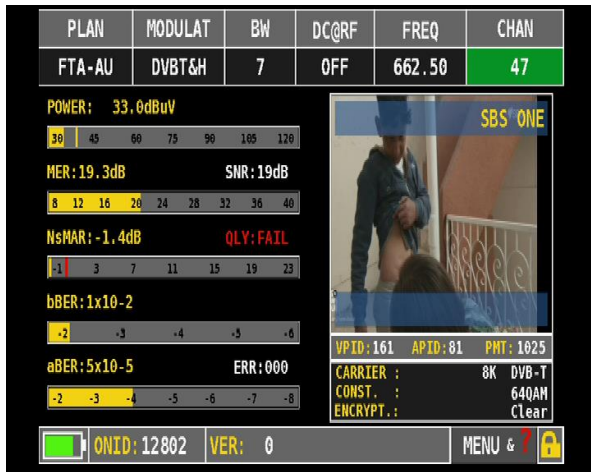 PLAN MODULAT BW DC@RF FREQ CHAN
FTA-AU DVBT&H 7 OFF 662.50 47
POWER: 33.0dBuV
30 45 60 75 90 105 120
MER:19.3dB SNR:19dB
8 12 16 20 24 28 32 36 40
NsMAR:-1.4dB QLY:FAIL
-1 3 7 11 15 19 23
bBER:1x10-2
-2 -3 -4 -5 -6
aBER:5x10-5 ERR:000
-2 -3 -4 -5 -6 -7 -8
SBS ONE
VPID:161 APID:81 PMT:1025
CARRIER : 8K DVB-T
CONST. : 64QAM
ENCRYPT.: Clear
ONID:12802 VER: 0 MENU & ?